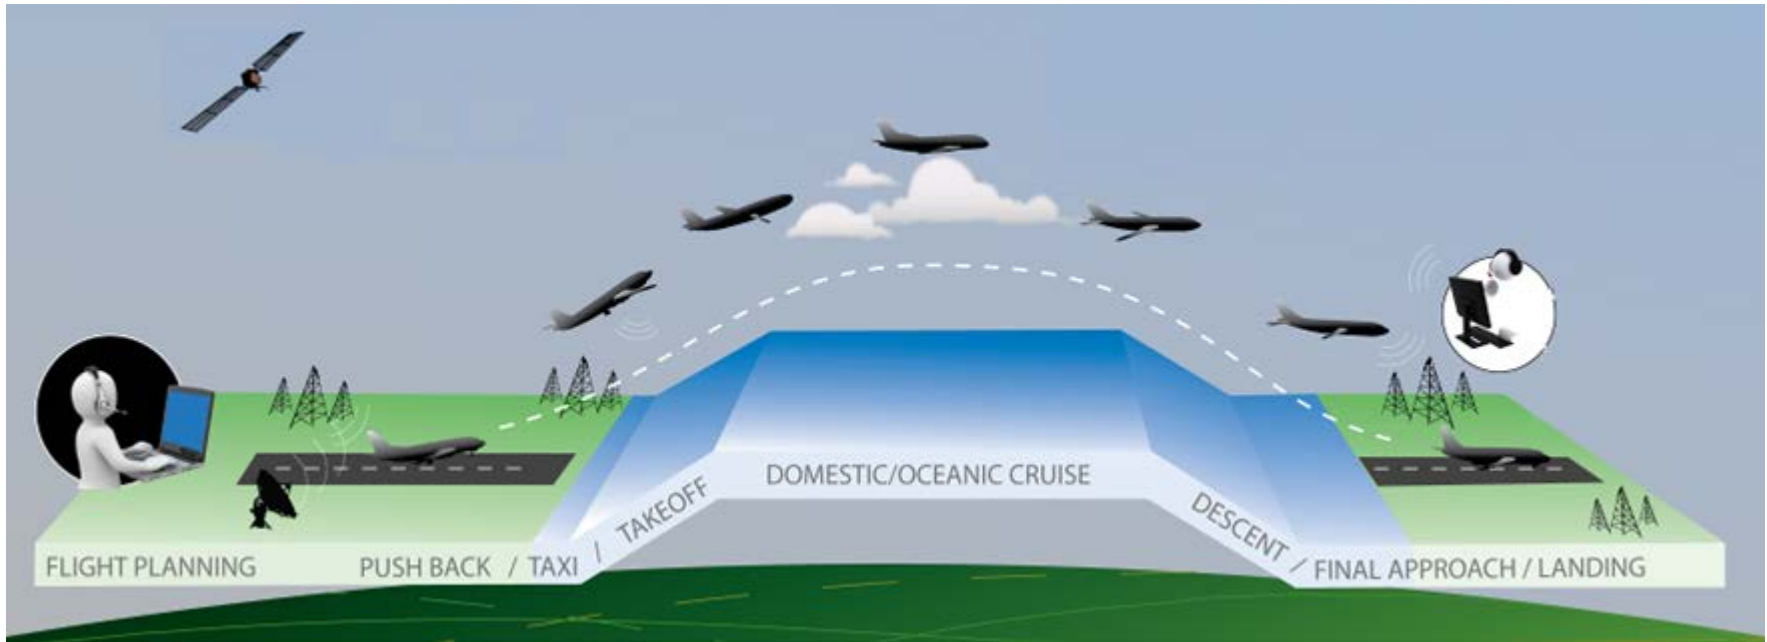 FLIGHT PLANNING
PUSH BACK / TAXI / TAKEOFF
DOMESTIC/OCEANIC CRUISE
DESCENT / FINAL APPROACH / LANDING